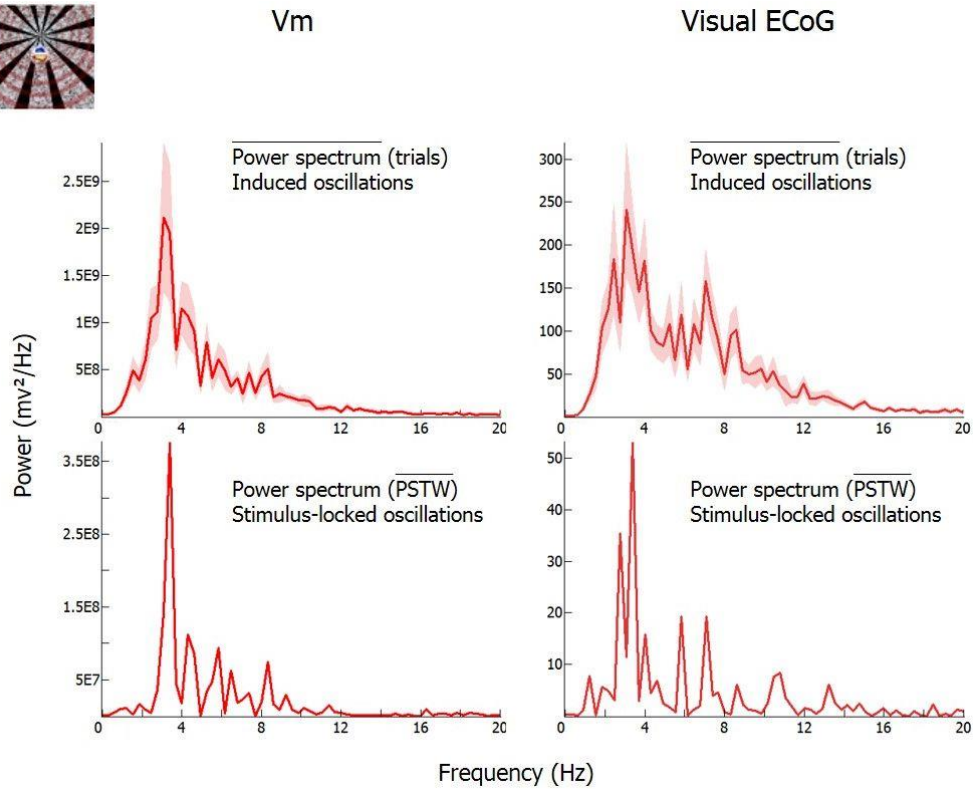 Vm
Visual ECoG
Power spectrum (trials)
Induced oscillations
2.5E9
2E9
1.5E9
1E9
5E8
0 4 8 12 16 20
Power spectrum (trials)
Induced oscillations
300
250
200
150
100
50
0 4 8 12 16 20
Power (mv²/Hz)
Power spectrum (PSTW)
Stimulus-locked oscillations
3.5E8
2.5E8
1.5E8
5E7
0 4 8 12 16 20
Power spectrum (PSTW)
Stimulus-locked oscillations
50
40
30
20
10
0 4 8 12 16 20
Frequency (Hz)